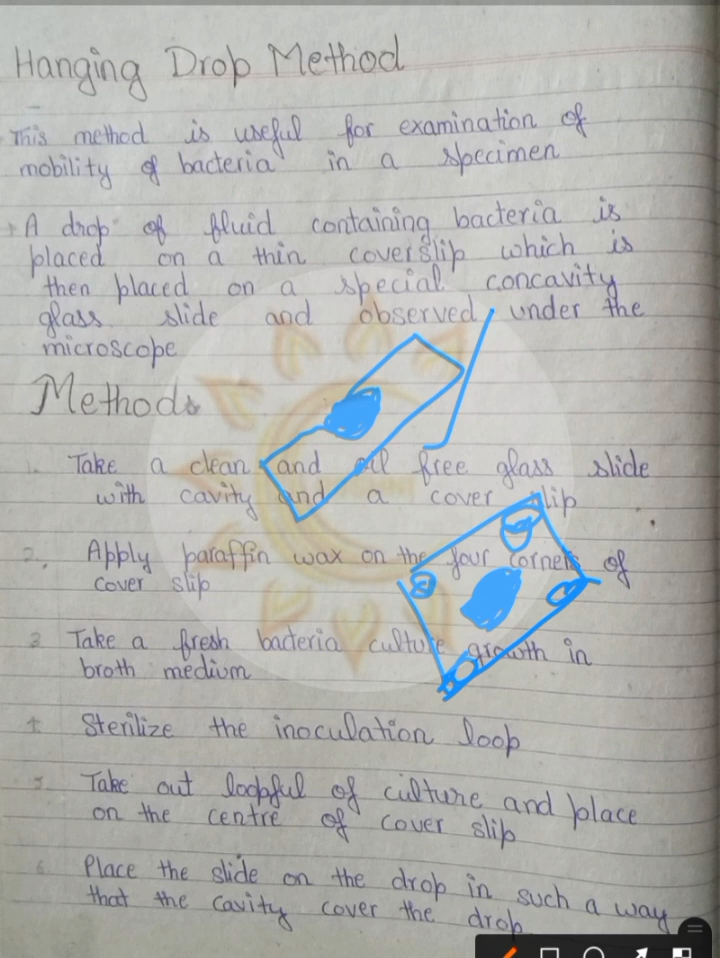 Hanging Drop Method
This method is useful for examination of
mobility of bacteria in a specimen
A drop of fluid containing bacteria is
placed on a thin coverslip which is
then placed on a special concavity
glass slide and observed under the
microscope
Methods
1. Take a clean and oil free glass slide
with cavity and a cover slip
2. Apply paraffin wax on the four corners of
cover slip
3 Take a fresh bacteria culture growth in
broth medium
4 Sterilize the inoculation loop
5 Take out loopful of culture and place
on the centre of cover slip
6 Place the slide on the drop in such a way
that the cavity cover the drop